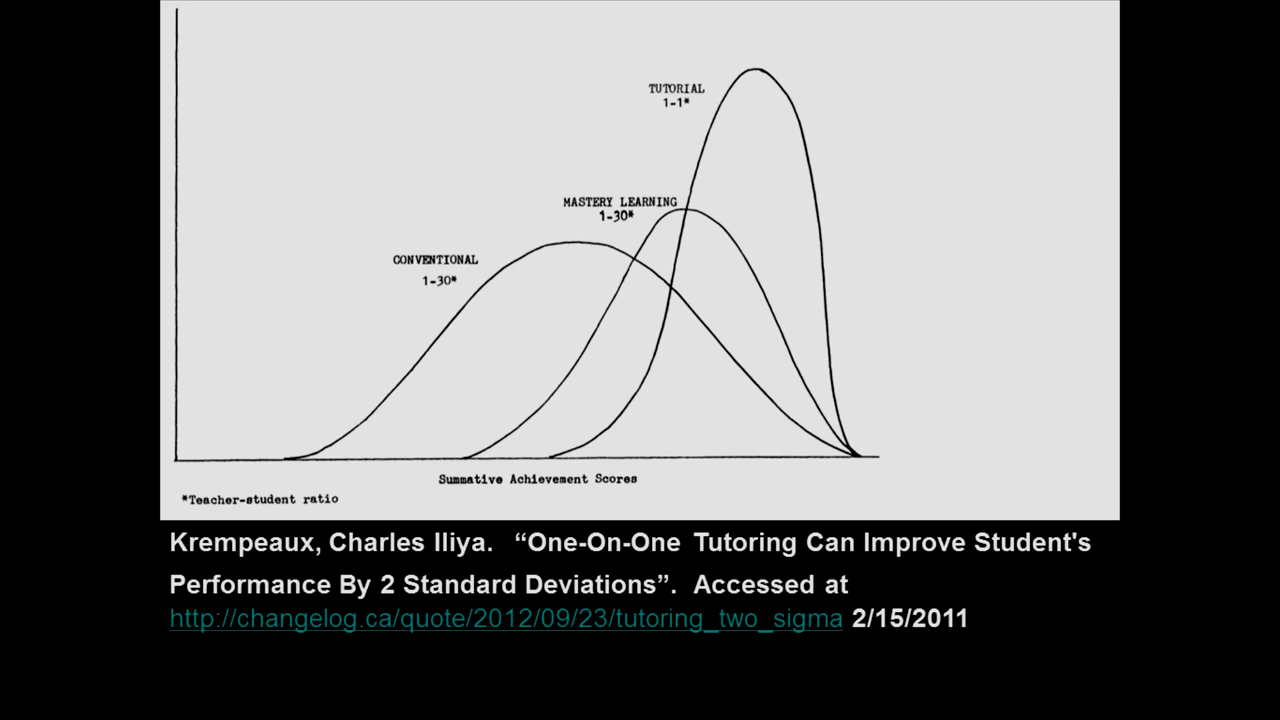 TUTORIAL
1-1*
MASTERY LEARNING
1-30*
CONVENTIONAL
1-30*
Summative Achievement Scores
*Teacher-student ratio
Krempeaux, Charles Iliya. “One-On-One Tutoring Can Improve Student's
Performance By 2 Standard Deviations”. Accessed at
http://changelog.ca/quote/2012/09/23/tutoring_two_sigma 2/15/2011